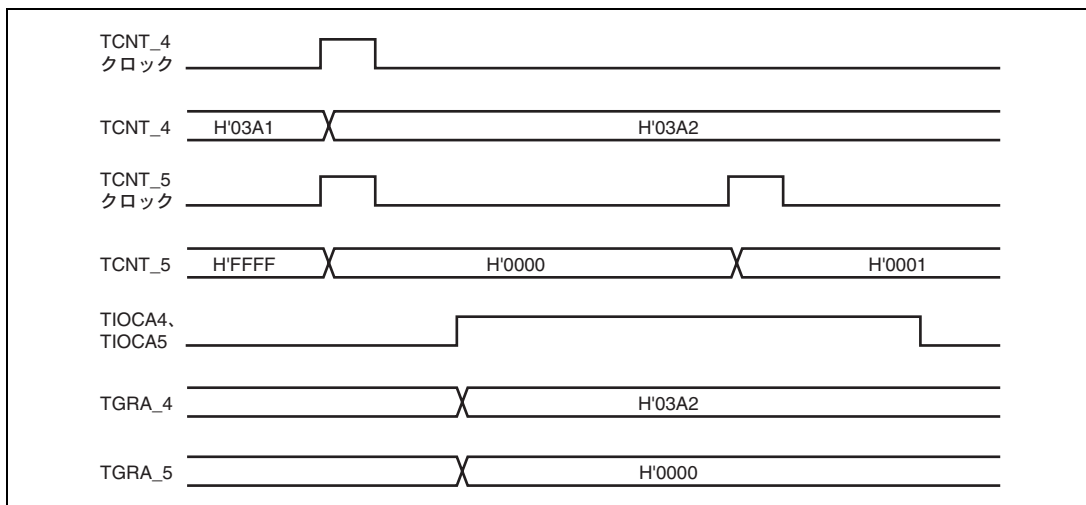 TCNT_4
クロック
TCNT_4
H'03A1
H'03A2
TCNT_5
クロック
TCNT_5
H'FFFF
H'0000
H'0001
TIOCA4、
TIOCA5
TGRA_4
H'03A2
TGRA_5
H'0000